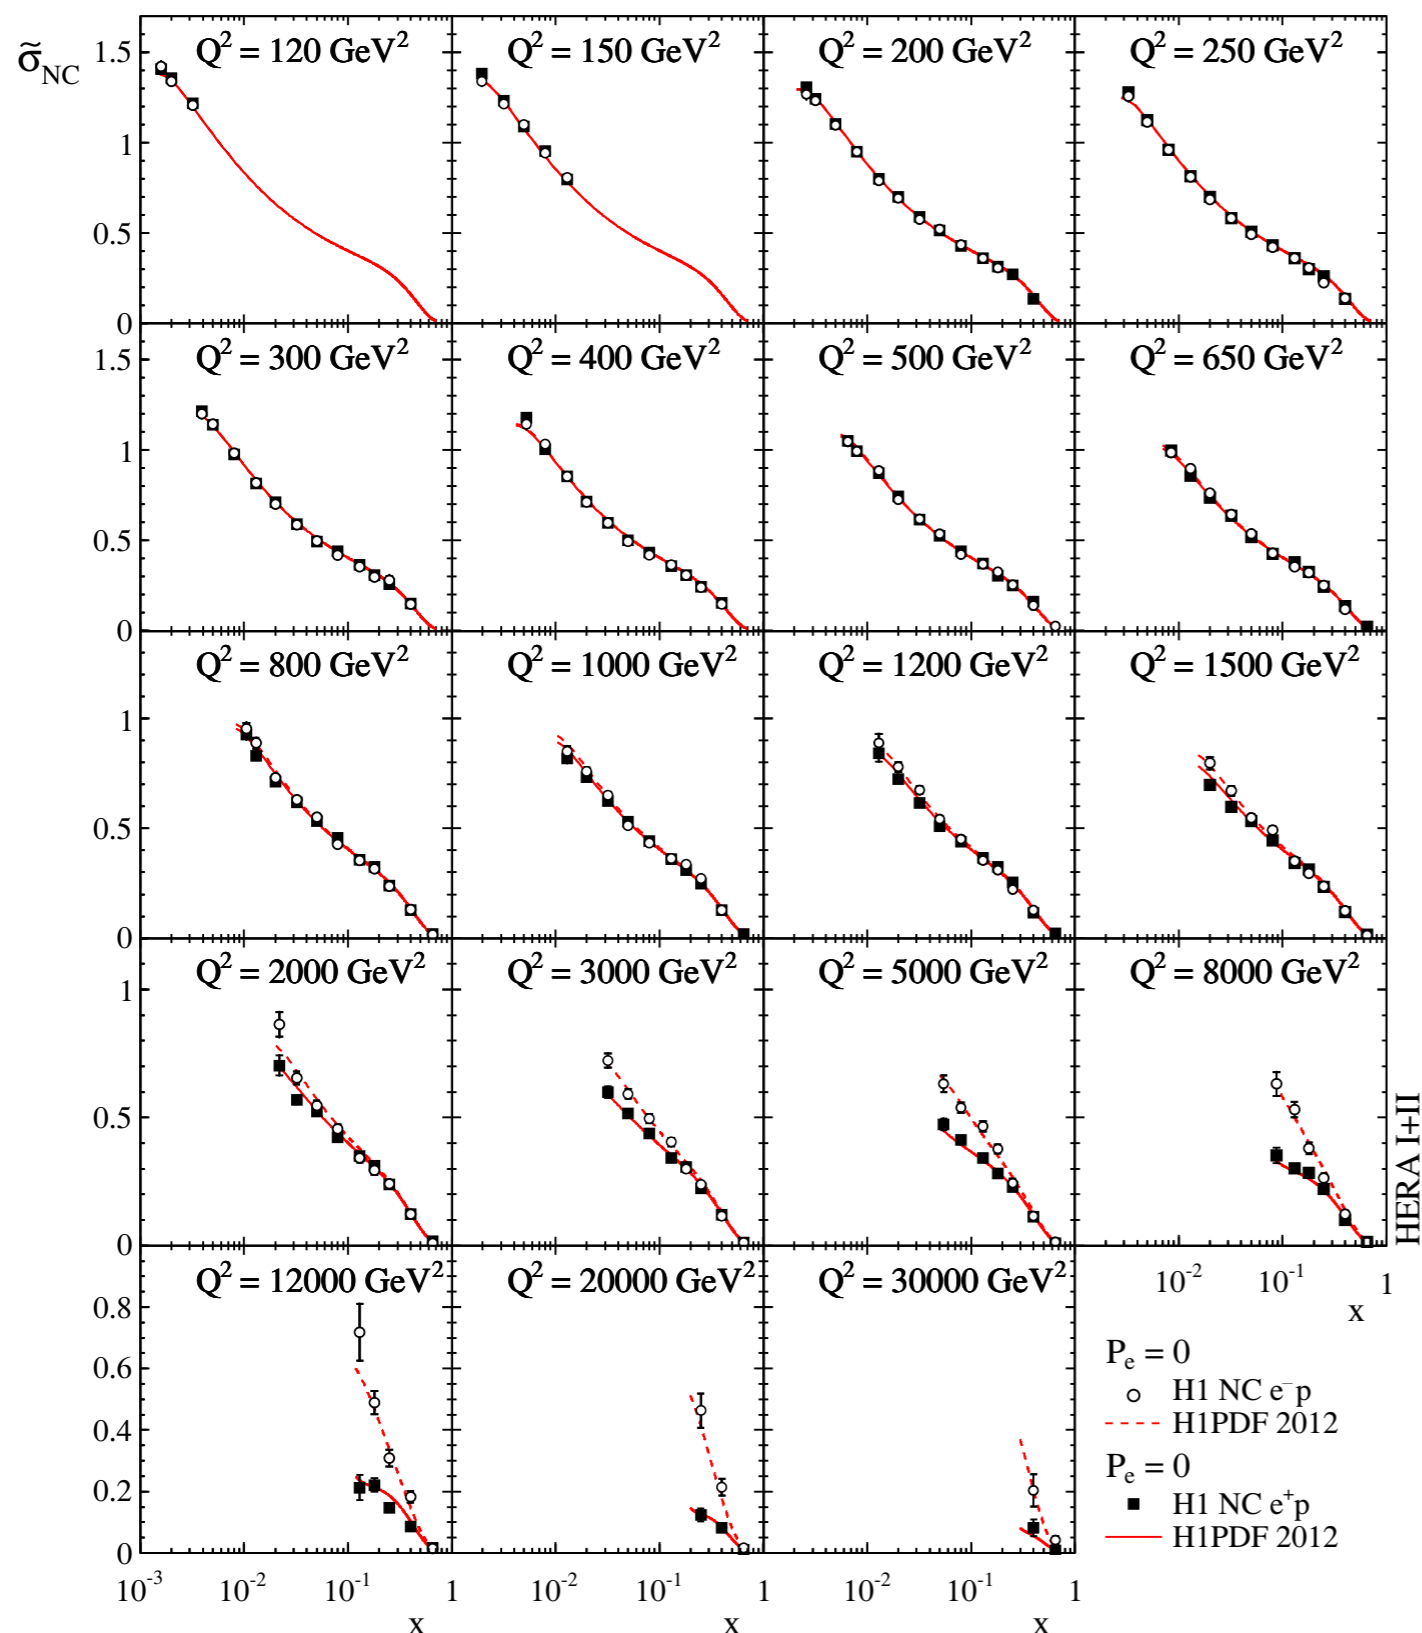 σ̃NC
Q² = 120 GeV²
Q² = 150 GeV²
Q² = 200 GeV²
Q² = 250 GeV²
1.5
1
0.5
0
Q² = 300 GeV²
Q² = 400 GeV²
Q² = 500 GeV²
Q² = 650 GeV²
1.5
1
0.5
0
Q² = 800 GeV²
Q² = 1000 GeV²
Q² = 1200 GeV²
Q² = 1500 GeV²
1
0.5
0
Q² = 2000 GeV²
Q² = 3000 GeV²
Q² = 5000 GeV²
Q² = 8000 GeV²
1
0.5
0
HERA I+II
Q² = 12000 GeV²
Q² = 20000 GeV²
Q² = 30000 GeV²
10⁻² 10⁻¹ 1
x
0.8
0.6
0.4
0.2
0
Pe = 0
H1 NC e⁻p
H1PDF 2012
Pe = 0
H1 NC e⁺p
H1PDF 2012
10⁻³ 10⁻² 10⁻¹ 1
10⁻² 10⁻¹ 1
10⁻² 10⁻¹ 1
x
x
x